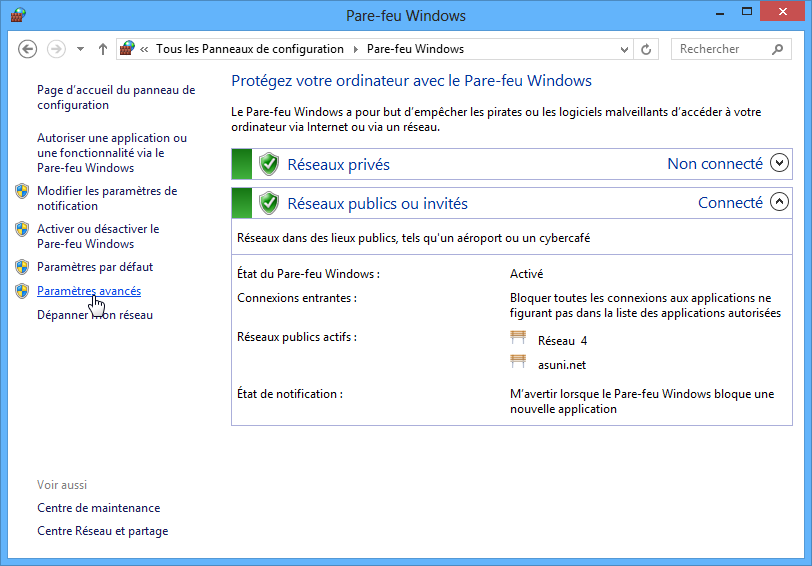 Pare-feu Windows
« Tous les Panneaux de configuration Pare-feu Windows
Rechercher
Page d'accueil du panneau de
configuration
Autoriser une application ou
une fonctionnalité via le
Pare-feu Windows
Modifier les paramètres de
notification
Activer ou désactiver le
Pare-feu Windows
Paramètres par défaut
Paramètres avancés
Dépanner mon réseau
Voir aussi
Centre de maintenance
Centre Réseau et partage
Protégez votre ordinateur avec le Pare-feu Windows
Le Pare-feu Windows a pour but d'empêcher les pirates ou les logiciels malveillants d'accéder à votre
ordinateur via Internet ou via un réseau.
Réseaux privés Non connecté
Réseaux publics ou invités Connecté
Réseaux dans des lieux publics, tels qu'un aéroport ou un cybercafé
État du Pare-feu Windows : Activé
Connexions entrantes : Bloquer toutes les connexions aux applications ne
figurant pas dans la liste des applications autorisées
Réseaux publics actifs : Réseau 4
asuni.net
État de notification : M'avertir lorsque le Pare-feu Windows bloque une
nouvelle application